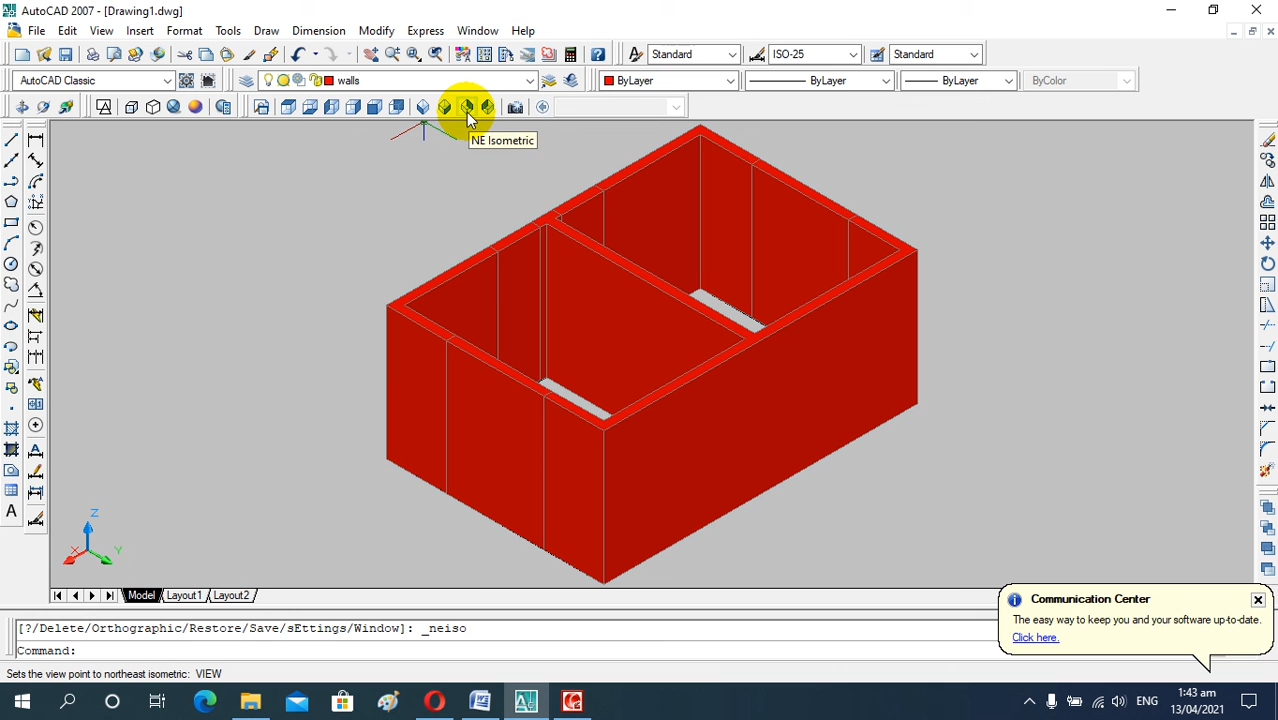 AutoCAD 2007 - [Drawing1.dwg]
File Edit View Insert Format Tools Draw Dimension Modify Express Window Help
Standard ISO-25 Standard
AutoCAD Classic walls ByLayer ByLayer ByLayer ByColor
NE Isometric
Z
X Y
A
Model Layout1 Layout2
Communication Center
The easy way to keep you and your software up-to-date.
Click here.
[?/Delete/Orthographic/Restore/Save/sEttings/Window]: _neiso
Command:
Sets the view point to northeast isometric: VIEW
ENG
1:43 am
13/04/2021